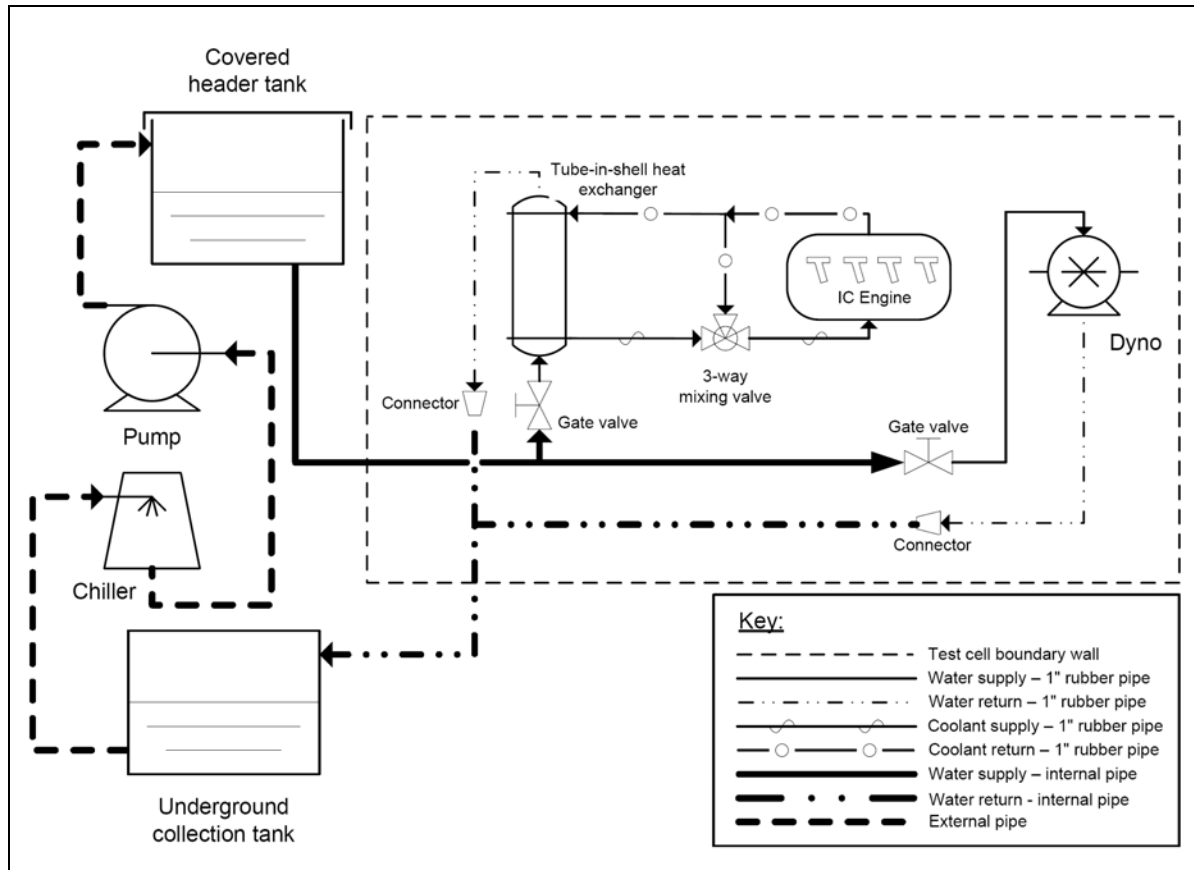 Covered
header tank
Tube-in-shell heat
exchanger
IC Engine
Dyno
Pump
Connector
Gate valve
3-way
mixing valve
Gate valve
Chiller
Connector
Underground
collection tank
Key:
Test cell boundary wall
Water supply – 1" rubber pipe
Water return – 1" rubber pipe
Coolant supply – 1" rubber pipe
Coolant return – 1" rubber pipe
Water supply – internal pipe
Water return - internal pipe
External pipe